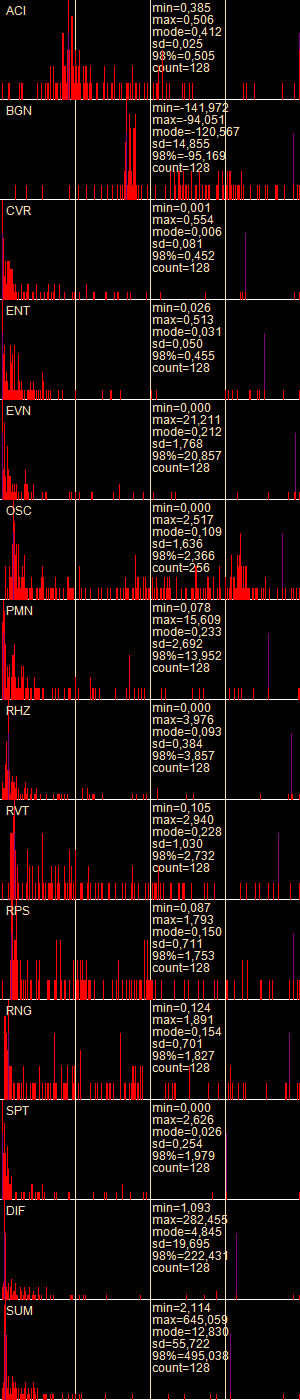 ACI
min=0,385
max=0,506
mode=0,412
sd=0,025
98%=0,505
count=128
BGN
min=-141,972
max=-94,051
mode=-120,567
sd=14,855
98%=-95,169
count=128
CVR
min=0,001
max=0,554
mode=0,006
sd=0,081
98%=0,452
count=128
ENT
min=0,026
max=0,513
mode=0,031
sd=0,050
98%=0,455
count=128
EVN
min=0,000
max=21,211
mode=0,212
sd=1,768
98%=20,857
count=128
OSC
min=0,000
max=2,517
mode=0,109
sd=1,636
98%=2,366
count=256
PMN
min=0,078
max=15,609
mode=0,233
sd=2,692
98%=13,952
count=128
RHZ
min=0,000
max=3,976
mode=0,093
sd=0,384
98%=3,857
count=128
RVT
min=0,105
max=2,940
mode=0,228
sd=1,030
98%=2,732
count=128
RPS
min=0,087
max=1,793
mode=0,150
sd=0,711
98%=1,753
count=128
RNG
min=0,124
max=1,891
mode=0,154
sd=0,701
98%=1,827
count=128
SPT
min=0,000
max=2,626
mode=0,026
sd=0,254
98%=1,979
count=128
DIF
min=1,093
max=282,455
mode=4,845
sd=19,695
98%=222,431
count=128
SUM
min=2,114
max=645,059
mode=12,830
sd=55,722
98%=495,038
count=128